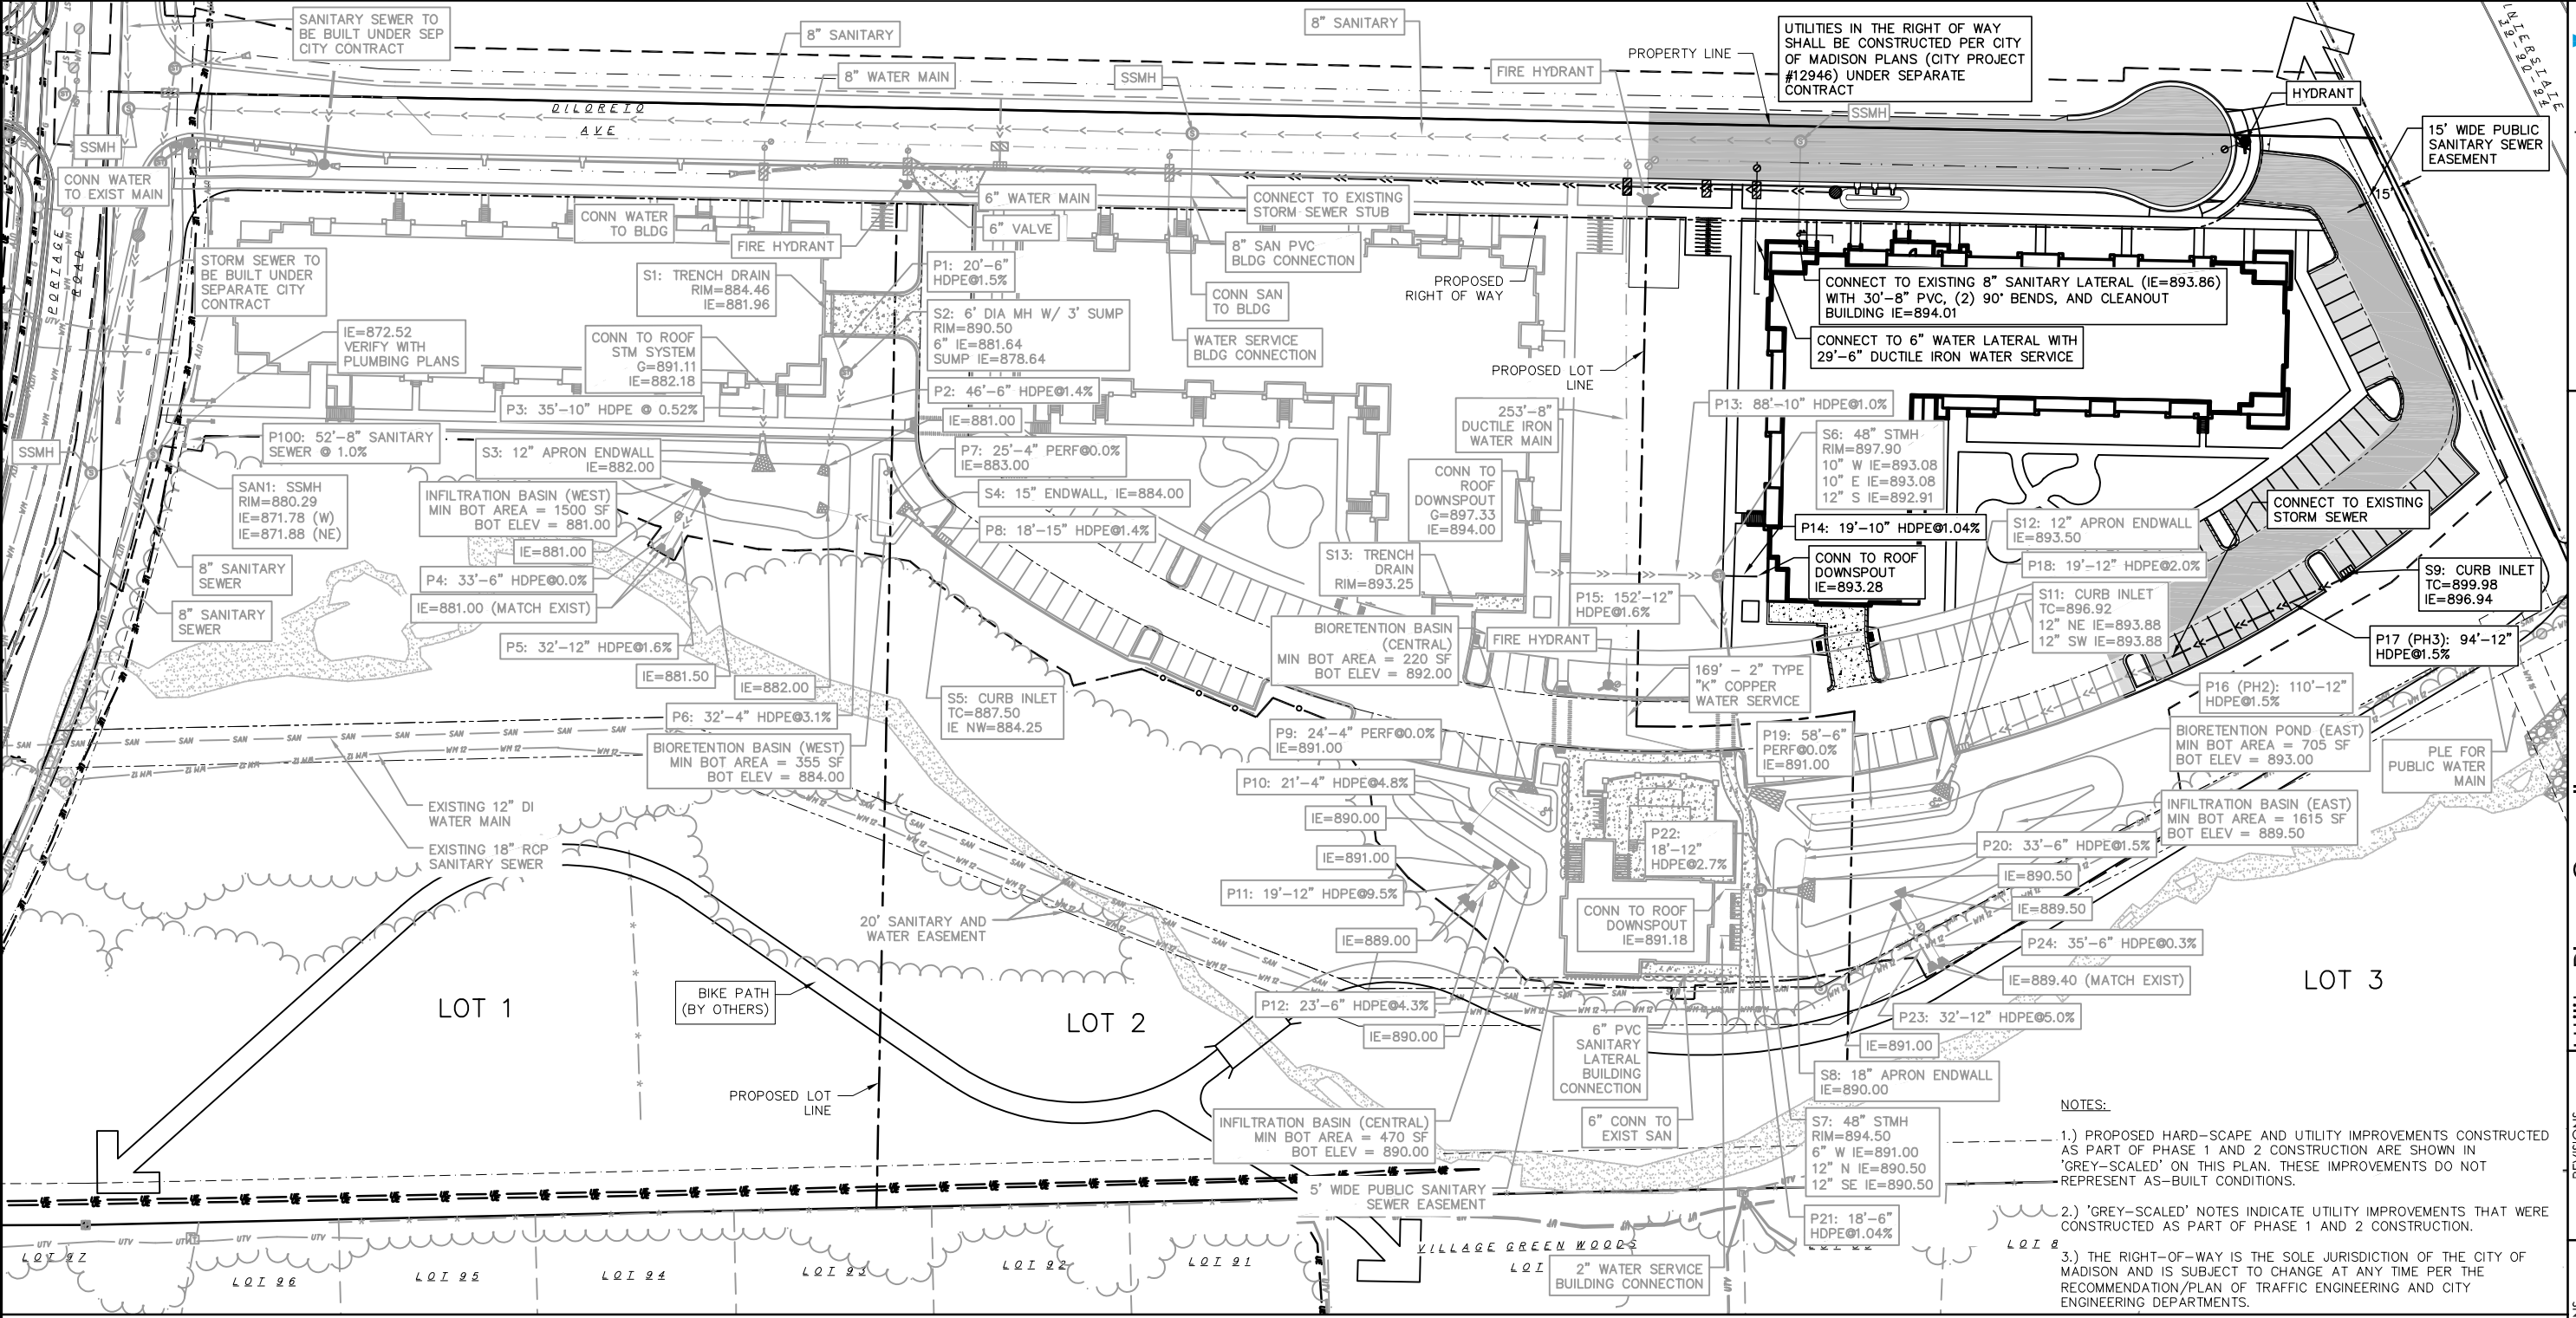 SANITARY SEWER TO
BE BUILT UNDER SEP
CITY CONTRACT
8" SANITARY
8" WATER MAIN
SSMH
8" SANITARY
FIRE HYDRANT
PROPERTY LINE
UTILITIES IN THE RIGHT OF WAY
SHALL BE CONSTRUCTED PER CITY
OF MADISON PLANS (CITY PROJECT
#12946) UNDER SEPARATE
CONTRACT
SSMH
HYDRANT
INTERSTATE
39-90-94
15' WIDE PUBLIC
SANITARY SEWER
EASEMENT
15'
DILORETO
AVE
SSMH
CONN WATER
TO EXIST MAIN
PORTAGE
ROAD
STORM SEWER TO
BE BUILT UNDER
SEPARATE CITY
CONTRACT
CONN WATER
TO BLDG
FIRE HYDRANT
6" WATER MAIN
6" VALVE
CONNECT TO EXISTING
STORM SEWER STUB
8" SAN PVC
BLDG CONNECTION
CONN SAN
TO BLDG
WATER SERVICE
BLDG CONNECTION
PROPOSED
RIGHT OF WAY
PROPOSED LOT
LINE
CONNECT TO EXISTING 8" SANITARY LATERAL (IE=893.86)
WITH 30'-8" PVC, (2) 90° BENDS, AND CLEANOUT
BUILDING IE=894.01
CONNECT TO 6" WATER LATERAL WITH
29'-6" DUCTILE IRON WATER SERVICE
S1: TRENCH DRAIN
RIM=884.46
IE=881.96
P1: 20'-6"
HDPE@1.5%
S2: 6' DIA MH W/ 3' SUMP
RIM=890.50
6" IE=881.64
SUMP IE=878.64
IE=872.52
VERIFY WITH
PLUMBING PLANS
CONN TO ROOF
STM SYSTEM
G=891.11
IE=882.18
P2: 46'-6" HDPE@1.4%
P3: 35'-10" HDPE @ 0.52%
IE=881.00
P100: 52'-8" SANITARY
SEWER @ 1.0%
SSMH
S3: 12" APRON ENDWALL
IE=882.00
P7: 25'-4" PERF@0.0%
IE=883.00
SAN1: SSMH
RIM=880.29
IE=871.78 (W)
IE=871.88 (NE)
INFILTRATION BASIN (WEST)
MIN BOT AREA = 1500 SF
BOT ELEV = 881.00
S4: 15" ENDWALL, IE=884.00
P8: 18'-15" HDPE@1.4%
IE=881.00
8" SANITARY
SEWER
P4: 33'-6" HDPE@0.0%
IE=881.00 (MATCH EXIST)
8" SANITARY
SEWER
P5: 32'-12" HDPE@1.6%
IE=881.50
IE=882.00
P6: 32'-4" HDPE@3.1%
S5: CURB INLET
TC=887.50
IE NW=884.25
BIORETENTION BASIN (WEST)
MIN BOT AREA = 355 SF
BOT ELEV = 884.00
253'-8"
DUCTILE IRON
WATER MAIN
CONN TO
ROOF
DOWNSPOUT
G=897.33
IE=894.00
P13: 88'-10" HDPE@1.0%
S6: 48" STMH
RIM=897.90
10" W IE=893.08
10" E IE=893.08
12" S IE=892.91
P14: 19'-10" HDPE@1.04%
CONN TO ROOF
DOWNSPOUT
IE=893.28
S13: TRENCH
DRAIN
RIM=893.25
P15: 152'-12"
HDPE@1.6%
BIORETENTION BASIN
(CENTRAL)
MIN BOT AREA = 220 SF
BOT ELEV = 892.00
FIRE HYDRANT
169' - 2" TYPE
"K" COPPER
WATER SERVICE
S12: 12" APRON ENDWALL
IE=893.50
P18: 19'-12" HDPE@2.0%
S11: CURB INLET
TC=896.92
12" NE IE=893.88
12" SW IE=893.88
CONNECT TO EXISTING
STORM SEWER
S9: CURB INLET
TC=899.98
IE=896.94
P17 (PH3): 94'-12"
HDPE@1.5%
P16 (PH2): 110'-12"
HDPE@1.5%
BIORETENTION POND (EAST)
MIN BOT AREA = 705 SF
BOT ELEV = 893.00
PLE FOR
PUBLIC WATER
MAIN
P9: 24'-4" PERF@0.0%
IE=891.00
P19: 58'-6"
PERF@0.0%
IE=891.00
P10: 21'-4" HDPE@4.8%
IE=890.00
IE=891.00
P11: 19'-12" HDPE@9.5%
P22:
18'-12"
HDPE@2.7%
INFILTRATION BASIN (EAST)
MIN BOT AREA = 1615 SF
BOT ELEV = 889.50
P20: 33'-6" HDPE@1.5%
IE=890.50
IE=889.50
CONN TO ROOF
DOWNSPOUT
IE=891.18
IE=889.00
P24: 35'-6" HDPE@0.3%
IE=889.40 (MATCH EXIST)
P12: 23'-6" HDPE@4.3%
IE=890.00
P23: 32'-12" HDPE@5.0%
IE=891.00
6" PVC
SANITARY
LATERAL
BUILDING
CONNECTION
S8: 18" APRON ENDWALL
IE=890.00
EXISTING 12" DI
WATER MAIN
EXISTING 18" RCP
SANITARY SEWER
20' SANITARY AND
WATER EASEMENT
BIKE PATH
(BY OTHERS)
LOT 1
LOT 2
LOT 3
PROPOSED LOT
LINE
INFILTRATION BASIN (CENTRAL)
MIN BOT AREA = 470 SF
BOT ELEV = 890.00
6" CONN TO
EXIST SAN
S7: 48" STMH
RIM=894.50
6" W IE=891.00
12" N IE=890.50
12" SE IE=890.50
5' WIDE PUBLIC SANITARY
SEWER EASEMENT
P21: 18'-6"
HDPE@1.04%
2" WATER SERVICE
BUILDING CONNECTION
VILLAGE GREEN WOODS
LOT 97
LOT 96
LOT 95
LOT 94
LOT 93
LOT 92
LOT 91
LOT
LOT 8
NOTES:
1.) PROPOSED HARD-SCAPE AND UTILITY IMPROVEMENTS CONSTRUCTED
AS PART OF PHASE 1 AND 2 CONSTRUCTION ARE SHOWN IN
'GREY-SCALED' ON THIS PLAN. THESE IMPROVEMENTS DO NOT
REPRESENT AS-BUILT CONDITIONS.
2.) 'GREY-SCALED' NOTES INDICATE UTILITY IMPROVEMENTS THAT WERE
CONSTRUCTED AS PART OF PHASE 1 AND 2 CONSTRUCTION.
3.) THE RIGHT-OF-WAY IS THE SOLE JURISDICTION OF THE CITY OF
MADISON AND IS SUBJECT TO CHANGE AT ANY TIME PER THE
RECOMMENDATION/PLAN OF TRAFFIC ENGINEERING AND CITY
ENGINEERING DEPARTMENTS.